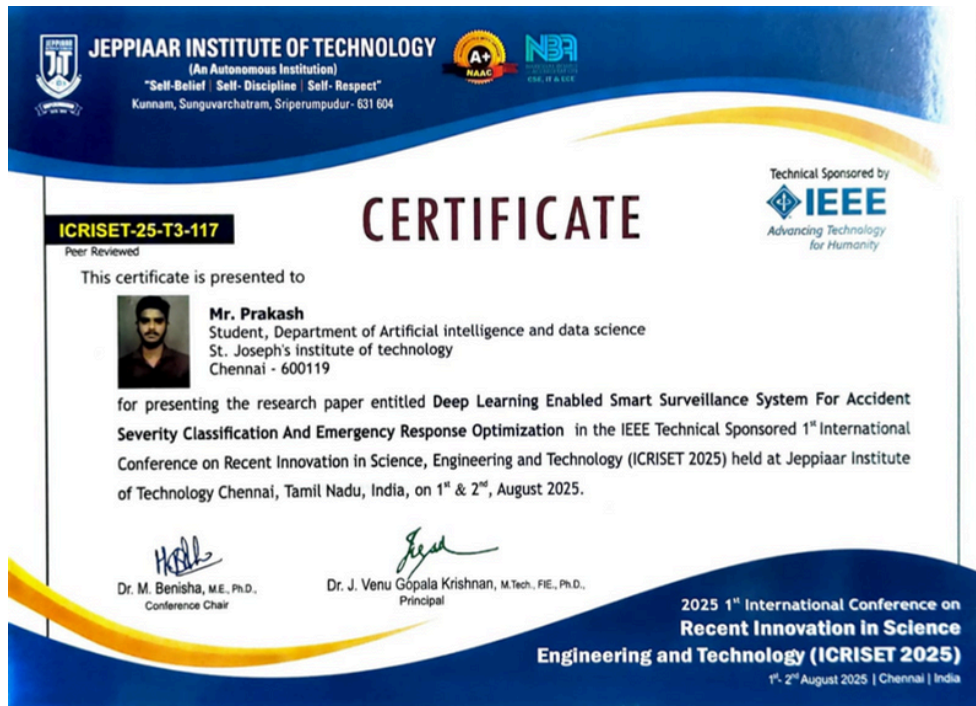 JEPPIAAR INSTITUTE OF TECHNOLOGY
(An Autonomous Institution)
"Self-Belief | Self- Discipline | Self- Respect"
Kunnam, Sunguvarchatram, Sriperumpudur- 631 604
JEPPIAAR
JIT
A+
NAAC
NBA
CSE, IT & ECE
Technical Sponsored by
IEEE
Advancing Technology
for Humanity
CERTIFICATE
ICRISET-25-T3-117
Peer Reviewed
This certificate is presented to
Mr. Prakash
Student, Department of Artificial intelligence and data science
St. Joseph's institute of technology
Chennai - 600119
for presenting the research paper entitled Deep Learning Enabled Smart Surveillance System For Accident
Severity Classification And Emergency Response Optimization in the IEEE Technical Sponsored 1st International
Conference on Recent Innovation in Science, Engineering and Technology (ICRISET 2025) held at Jeppiaar Institute
of Technology Chennai, Tamil Nadu, India, on 1st & 2nd, August 2025.
Dr. M. Benisha, M.E., Ph.D.,
Conference Chair
Dr. J. Venu Gopala Krishnan, M.Tech., FIE., Ph.D.,
Principal
2025 1st International Conference on
Recent Innovation in Science
Engineering and Technology (ICRISET 2025)
1st- 2nd August 2025 | Chennai | India